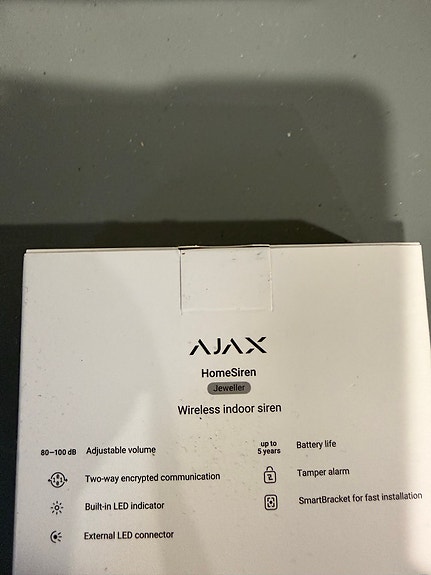 AJAX
HomeSiren
Jeweller
Wireless indoor siren
80–100 dB Adjustable volume
Two-way encrypted communication
Built-in LED indicator
External LED connector
up to
5 years Battery life
Tamper alarm
SmartBracket for fast installation